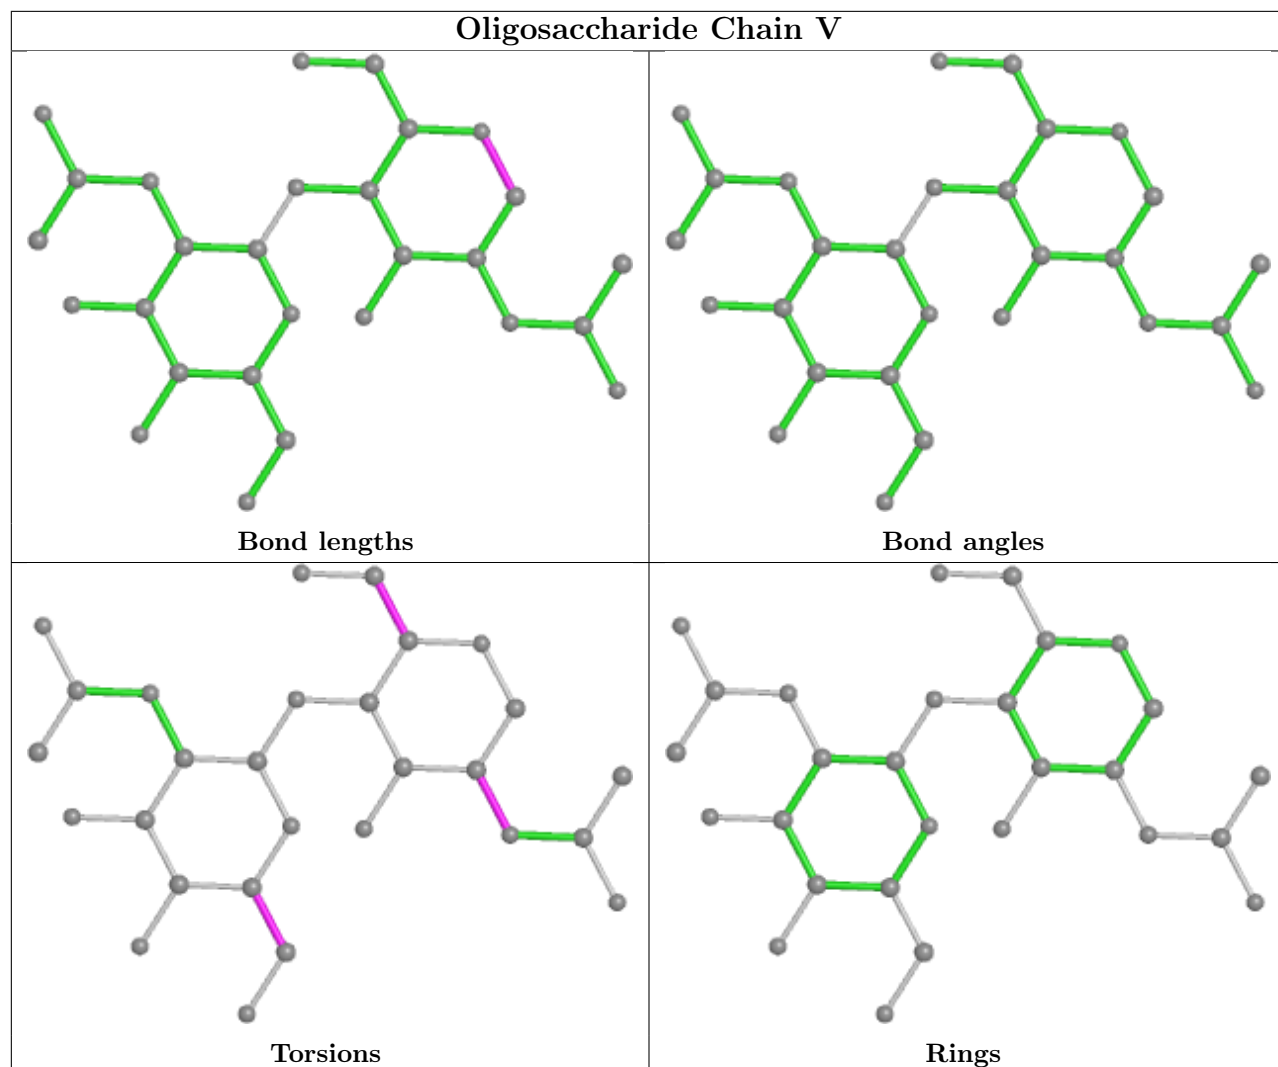 Oligosaccharide Chain V
Bond lengths
Bond angles
Torsions
Rings